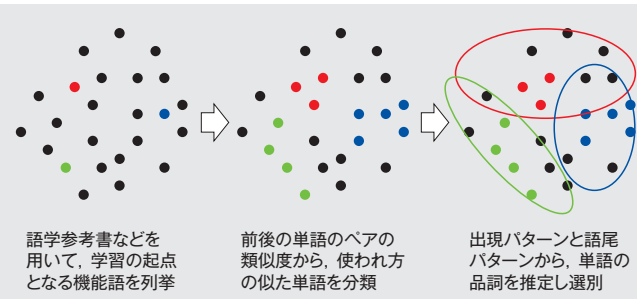 語学参考書などを
用いて，学習の起点
となる機能語を列挙
前後の単語のペアの
類似度から，使われ方
の似た単語を分類
出現パターンと語尾
パターンから，単語の
品詞を推定し選別